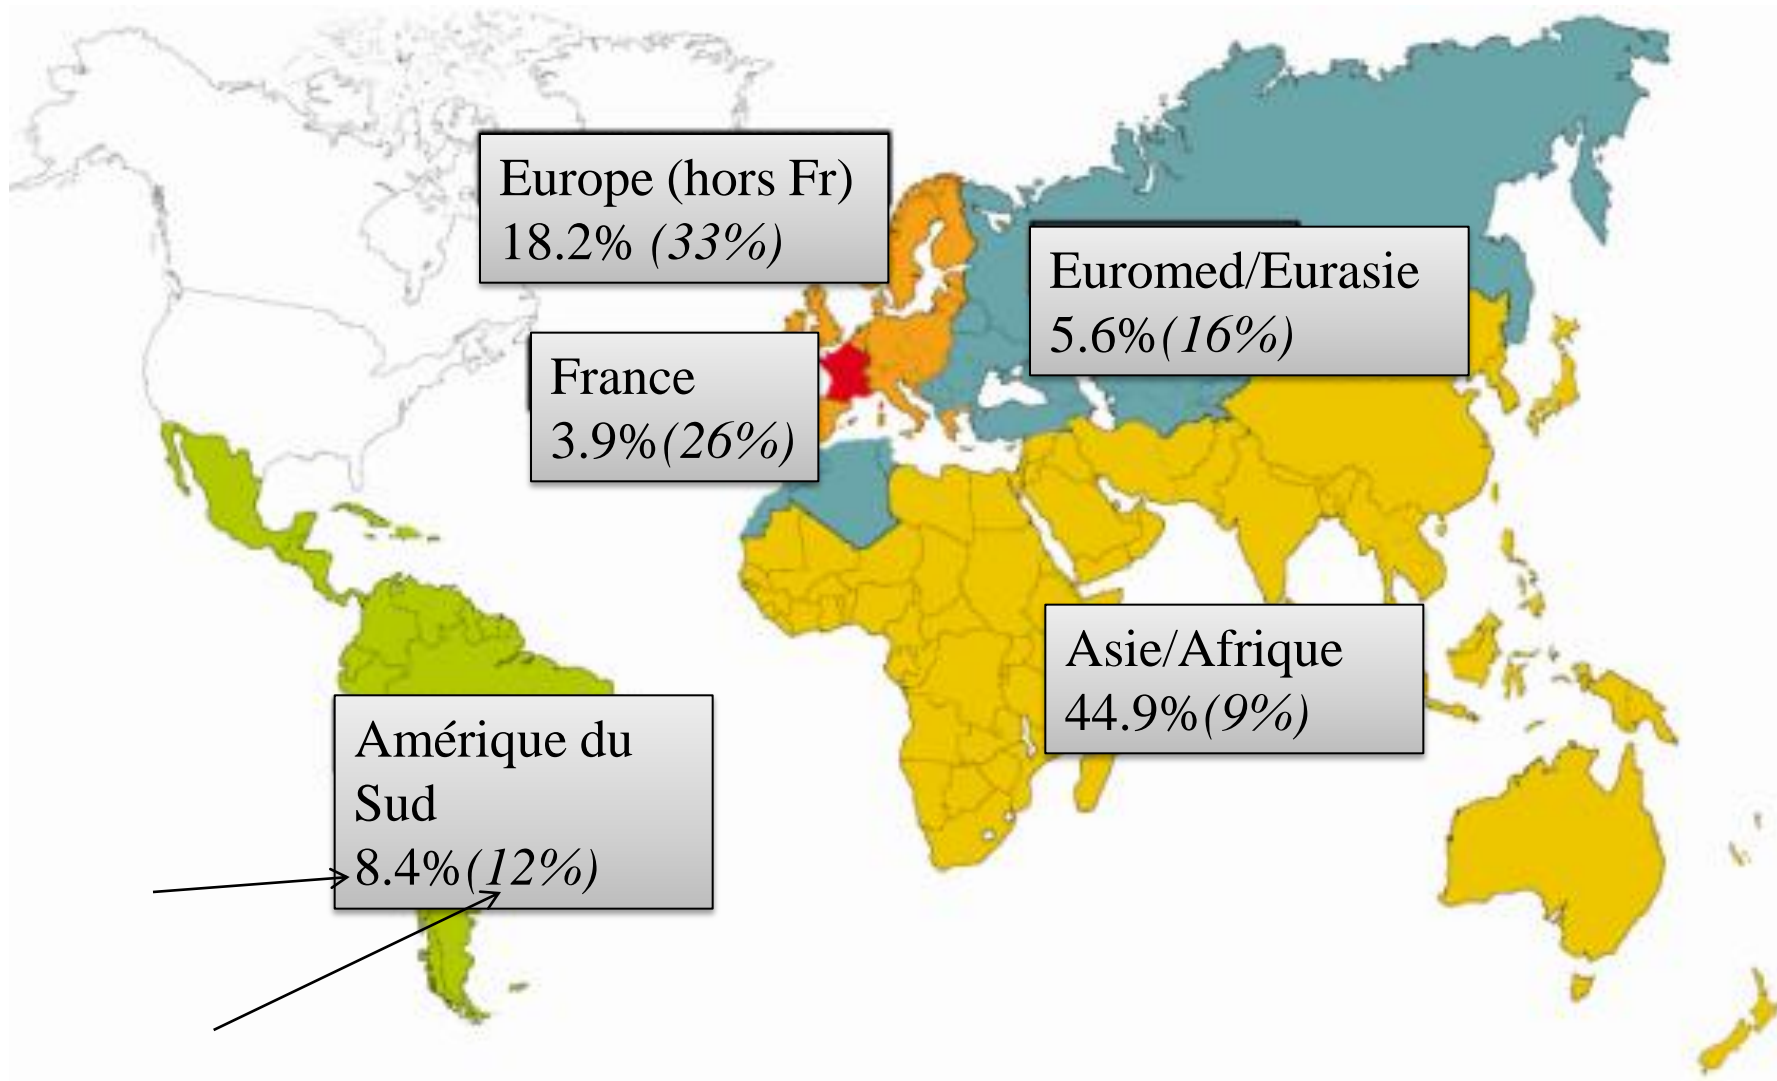 Europe (hors Fr)
18.2% (33%)
Euromed/Eurasie
5.6%(16%)
France
3.9%(26%)
Asie/Afrique
44.9%(9%)
Amérique du
Sud
8.4%(12%)